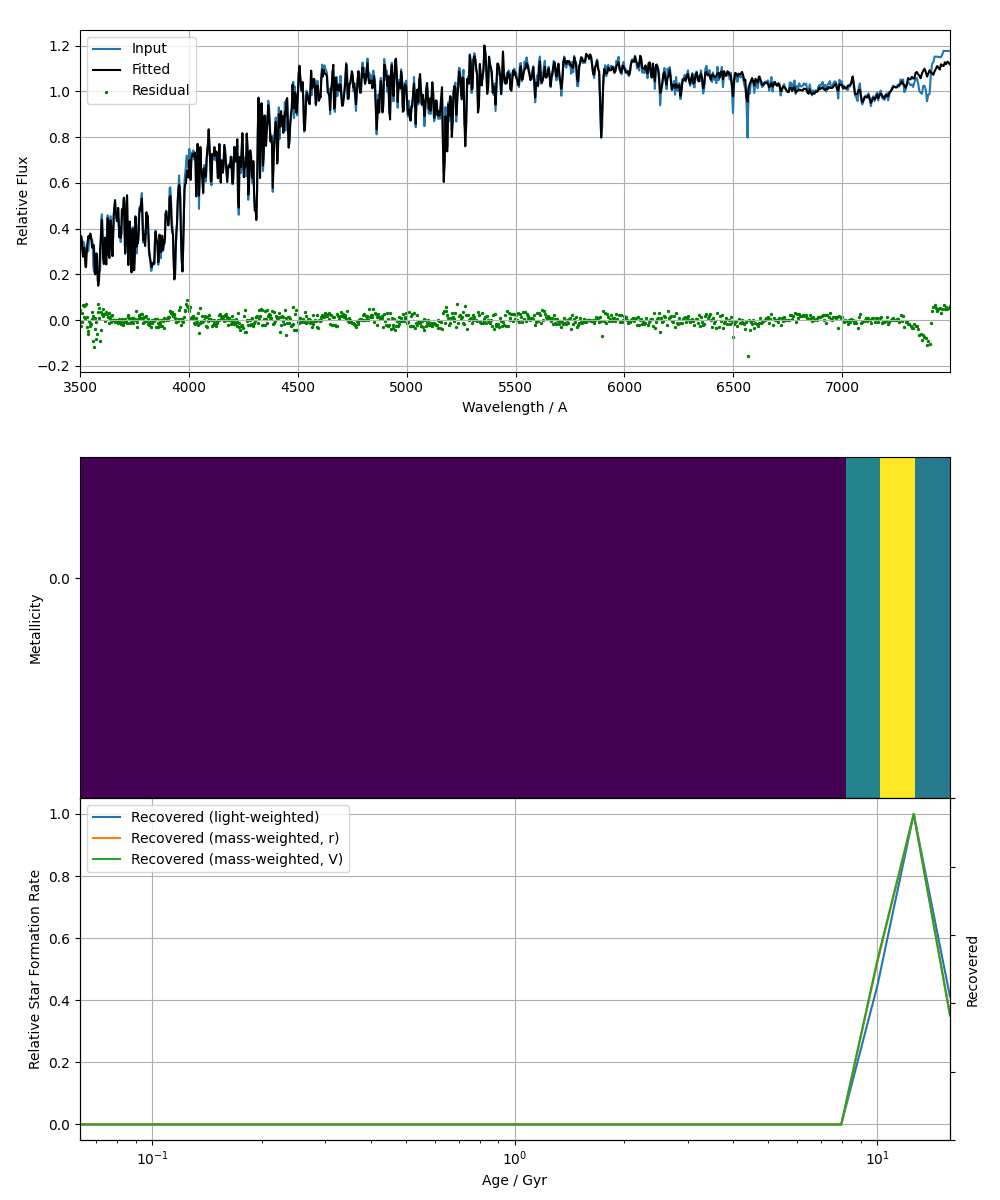 Relative Flux
1.2
1.0
0.8
0.6
0.4
0.2
0.0
−0.2
Input
Fitted
Residual
3500 4000 4500 5000 5500 6000 6500 7000
Wavelength / A
Metallicity
0.0
Relative Star Formation Rate
1.0
0.8
0.6
0.4
0.2
0.0
Recovered (light-weighted)
Recovered (mass-weighted, r)
Recovered (mass-weighted, V)
Recovered
10⁻¹ 10⁰ 10¹
Age / Gyr